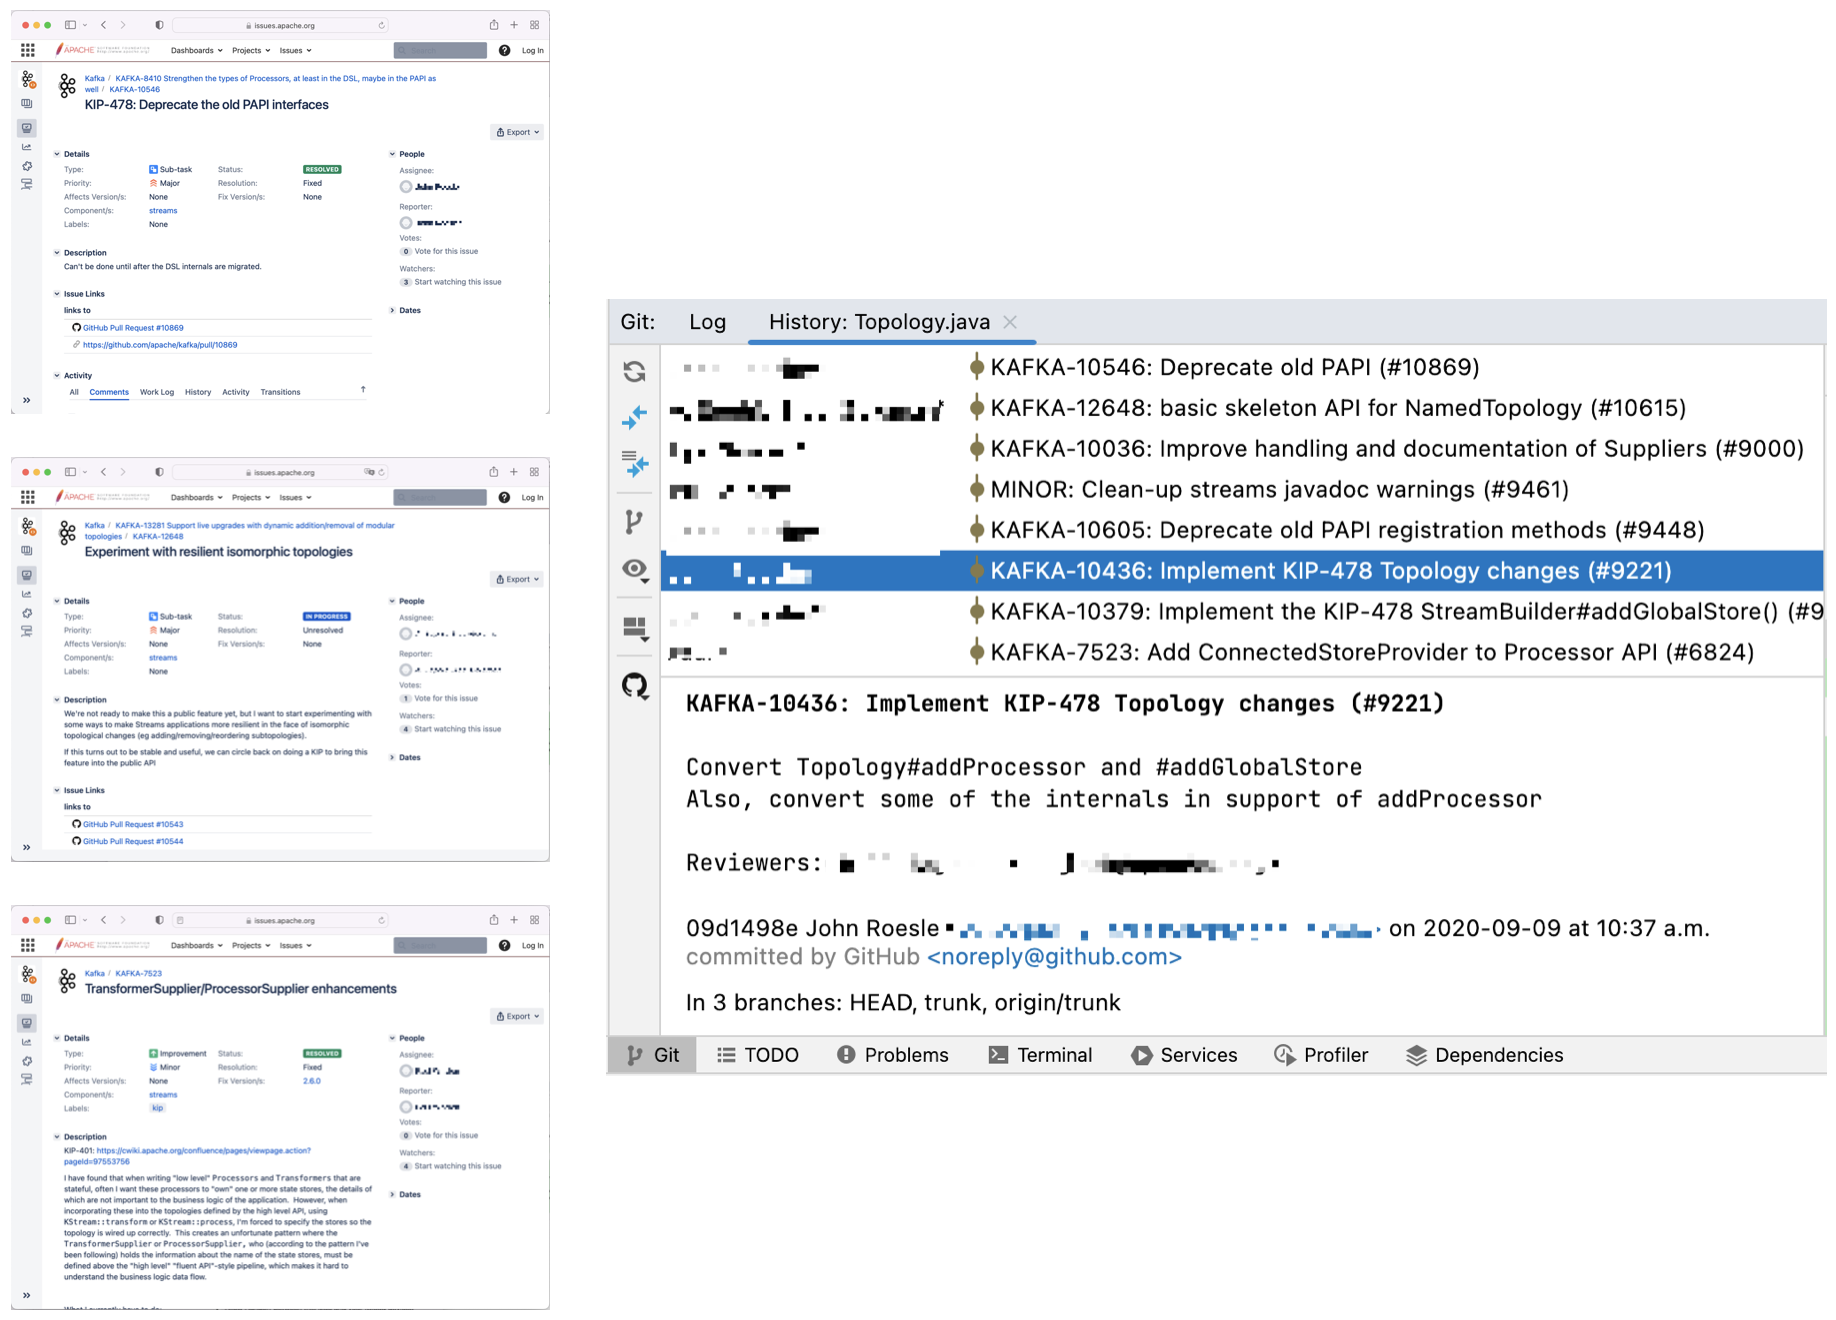 issues.apache.org
APACHE
Dashboards Projects Issues
Log In
Kafka / KAFKA-8410 Strengthen the types of Processors, at least in the DSL, maybe in the PAPI as
well / KAFKA-10546
KIP-478: Deprecate the old PAPI interfaces
Export
Details
Type: Sub-task Status: RESOLVED
Priority: Major Resolution: Fixed
Affects Version/s: None Fix Version/s: None
Component/s: streams
Labels: None
People
Assignee:
Reporter:
Votes:
0 Vote for this issue
Watchers:
3 Start watching this issue
Dates
Description
Can't be done until after the DSL internals are migrated.
Issue Links
links to
GitHub Pull Request #10869
https://github.com/apache/kafka/pull/10869
Activity
All Comments Work Log History Activity Transitions
issues.apache.org
APACHE
Dashboards Projects Issues
Log In
Kafka / KAFKA-13281 Support live upgrades with dynamic addition/removal of modular
topologies / KAFKA-12648
Experiment with resilient isomorphic topologies
Export
Details
Type: Sub-task Status: IN PROGRESS
Priority: Major Resolution: Unresolved
Affects Version/s: None Fix Version/s: None
Component/s: streams
Labels: None
People
Assignee:
Reporter:
Votes:
1 Vote for this issue
Watchers:
4 Start watching this issue
Dates
Description
We're not ready to make this a public feature yet, but I want to start experimenting with
some ways to make Streams applications more resilient in the face of isomorphic
topological changes (eg adding/removing/reordering subtopologies).
If this turns out to be stable and useful, we can circle back on doing a KIP to bring this
feature into the public API
Issue Links
links to
GitHub Pull Request #10543
GitHub Pull Request #10544
issues.apache.org
APACHE
Dashboards Projects Issues
Log In
Kafka / KAFKA-7523
TransformerSupplier/ProcessorSupplier enhancements
Export
Details
Type: Improvement Status: RESOLVED
Priority: Minor Resolution: Fixed
Affects Version/s: None Fix Version/s: 2.6.0
Component/s: streams
Labels: kip
People
Assignee:
Reporter:
Votes:
0 Vote for this issue
Watchers:
4 Start watching this issue
Dates
Description
KIP-401: https://cwiki.apache.org/confluence/pages/viewpage.action?
pageId=97553756
I have found that when writing "low level" Processors and Transformers that are
stateful, often I want these processors to "own" one or more state stores, the details of
which are not important to the business logic of the application. However, when
incorporating these into the topologies defined by the high level API, using
KStream::transform or KStream::process, I'm forced to specify the stores so the
topology is wired up correctly. This creates an unfortunate pattern where the
TransformerSupplier or ProcessorSupplier, who (according to the pattern I've
been following) holds the information about the name of the state stores, must be
defined above the "high level" "fluent API"-style pipeline, which makes it hard to
understand the business logic data flow.
Git: Log History: Topology.java
KAFKA-10546: Deprecate old PAPI (#10869)
KAFKA-12648: basic skeleton API for NamedTopology (#10615)
KAFKA-10036: Improve handling and documentation of Suppliers (#9000)
MINOR: Clean-up streams javadoc warnings (#9461)
KAFKA-10605: Deprecate old PAPI registration methods (#9448)
KAFKA-10436: Implement KIP-478 Topology changes (#9221)
KAFKA-10379: Implement the KIP-478 StreamBuilder#addGlobalStore() (#9
KAFKA-7523: Add ConnectedStoreProvider to Processor API (#6824)
KAFKA-10436: Implement KIP-478 Topology changes (#9221)
Convert Topology#addProcessor and #addGlobalStore
Also, convert some of the internals in support of addProcessor
Reviewers:
09d1498e John Roesle on 2020-09-09 at 10:37 a.m.
committed by GitHub <noreply@github.com>
In 3 branches: HEAD, trunk, origin/trunk
Git TODO Problems Terminal Services Profiler Dependencies